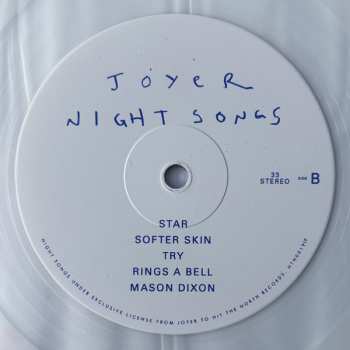 JOYER
NIGHT SONGS
33
STEREO SIDE B
STAR
SOFTER SKIN
TRY
RINGS A BELL
MASON DIXON
NIGHT SONGS UNDER EXCLUSIVE LICENSE FROM JOYER TO HIT THE NORTH RECORDS.